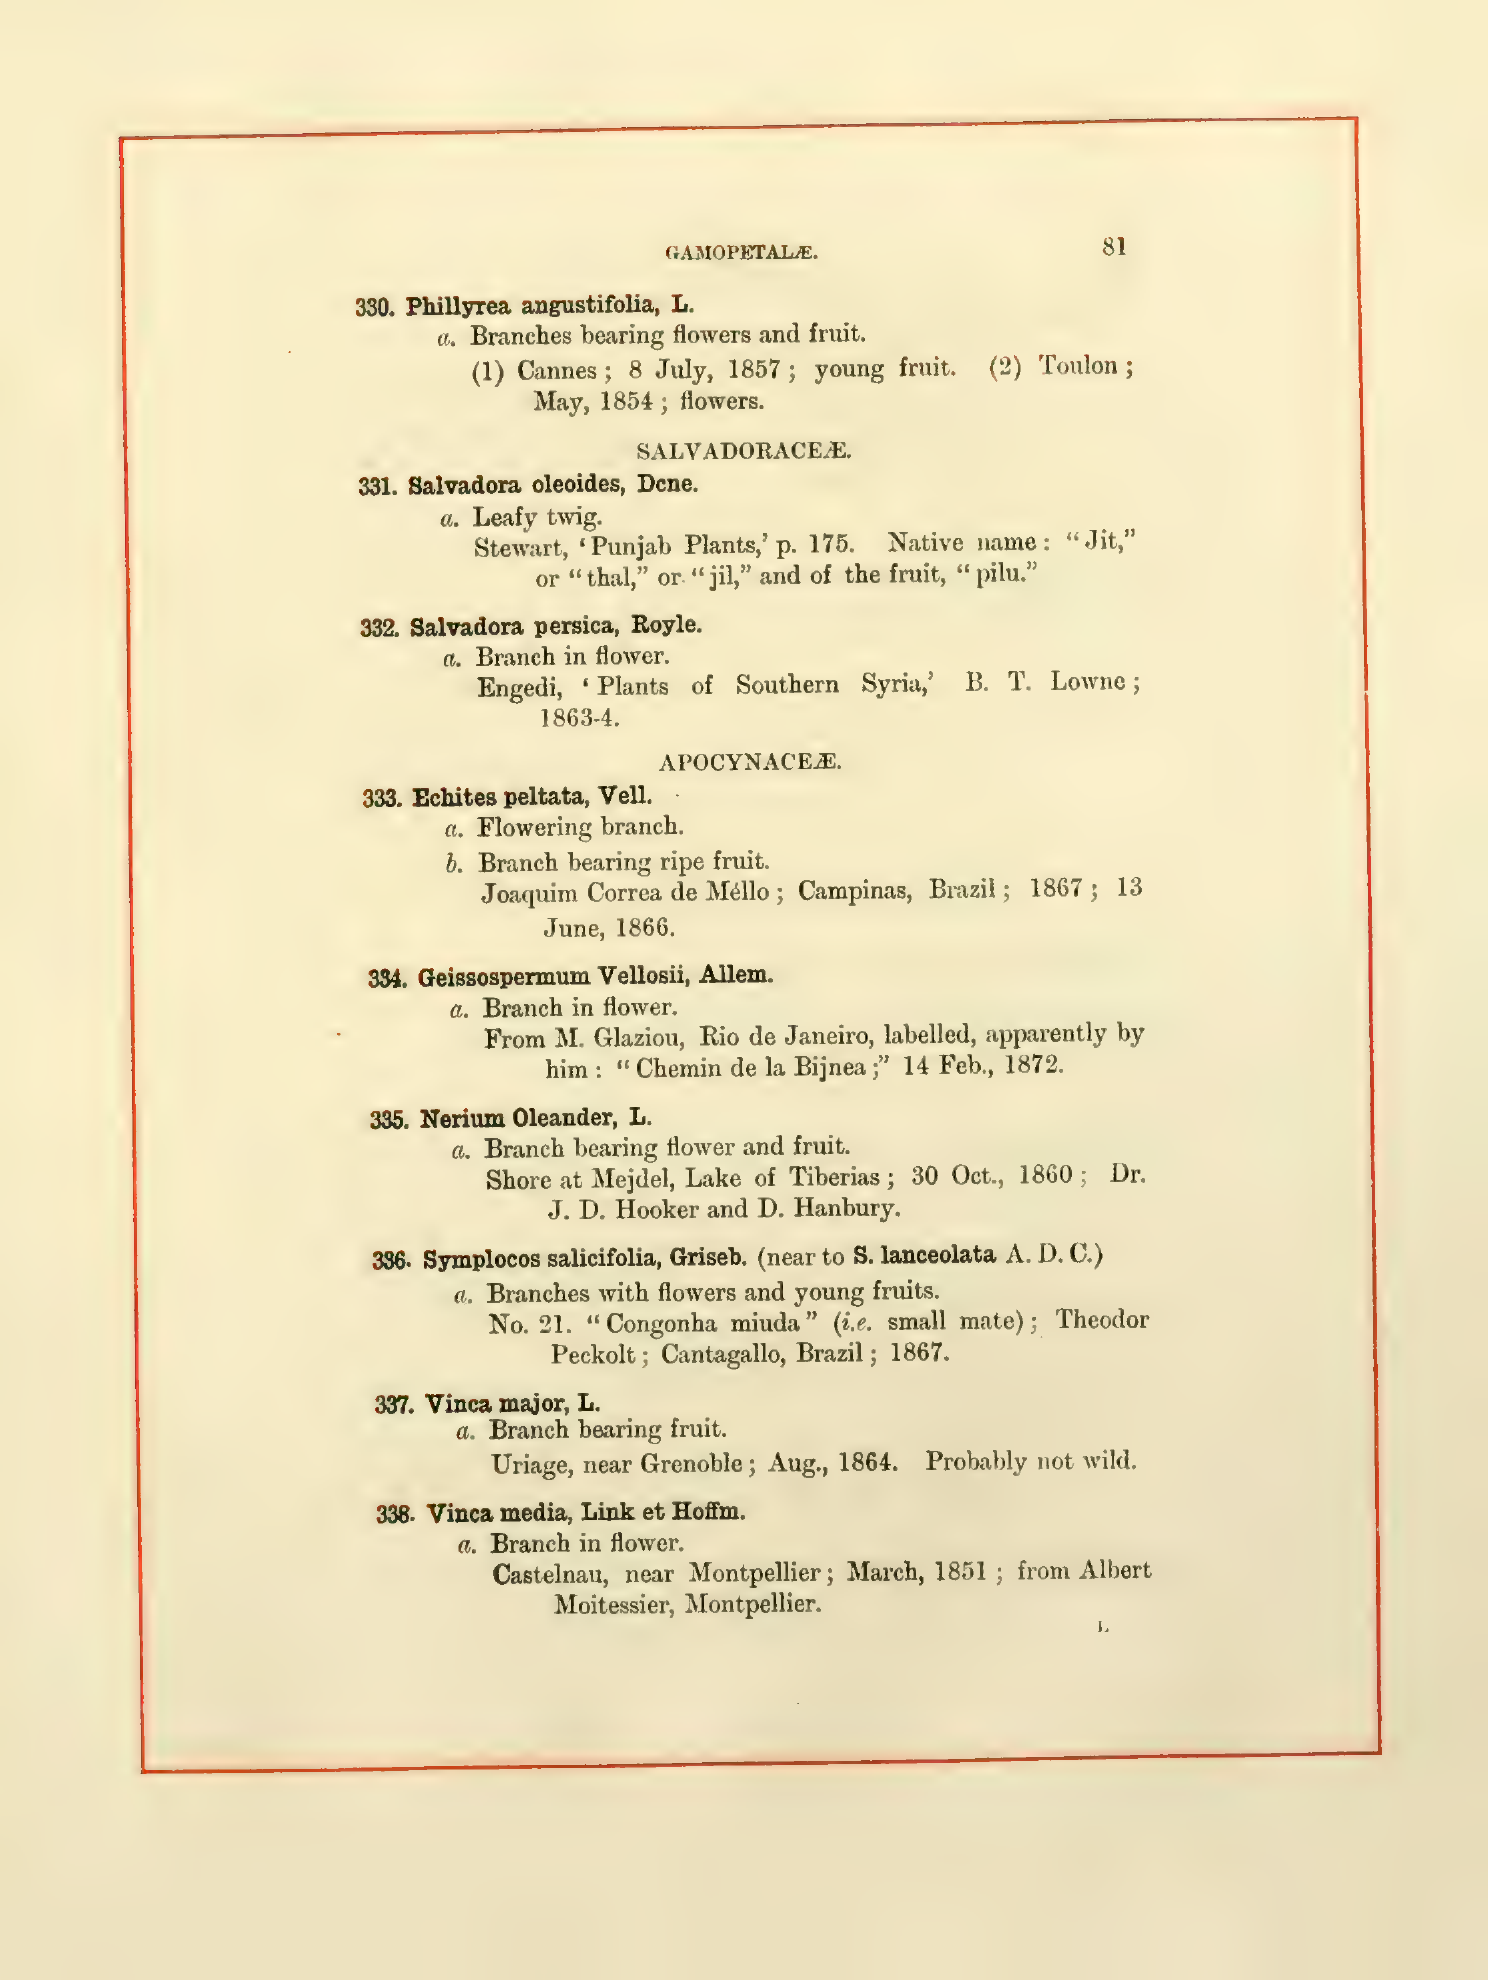 GAMOPETALÆ. 81
330. Phillyrea angustifolia, L.
a. Branches bearing flowers and fruit.
(1) Cannes; 8 July, 1857; young fruit. (2) Toulon;
May, 1854; flowers.
SALVADORACEÆ.
331. Salvadora oleoides, Dcne.
a. Leafy twig.
Stewart, ‘Punjab Plants,’ p. 175. Native name: “Jit,”
or “thal,” or “jil,” and of the fruit, “pilu.”
332. Salvadora persica, Royle.
a. Branch in flower.
Engedi, ‘Plants of Southern Syria,’ B. T. Lowne;
1863-4.
APOCYNACEÆ.
333. Echites peltata, Vell.
a. Flowering branch.
b. Branch bearing ripe fruit.
Joaquim Correa de Méllo; Campinas, Brazil; 1867; 13
June, 1866.
334. Geissospermum Vellosii, Allem.
a. Branch in flower.
From M. Glaziou, Rio de Janeiro, labelled, apparently by
him: “Chemin de la Bijnea;” 14 Feb., 1872.
335. Nerium Oleander, L.
a. Branch bearing flower and fruit.
Shore at Mejdel, Lake of Tiberias; 30 Oct., 1860; Dr.
J. D. Hooker and D. Hanbury.
336. Symplocos salicifolia, Griseb. (near to S. lanceolata A. D. C.)
a. Branches with flowers and young fruits.
No. 21. “Congonha miuda” (i.e. small mate); Theodor
Peckolt; Cantagallo, Brazil; 1867.
337. Vinca major, L.
a. Branch bearing fruit.
Uriage, near Grenoble; Aug., 1864. Probably not wild.
338. Vinca media, Link et Hoffm.
a. Branch in flower.
Castelnau, near Montpellier; March, 1851; from Albert
Moitessier, Montpellier.
L